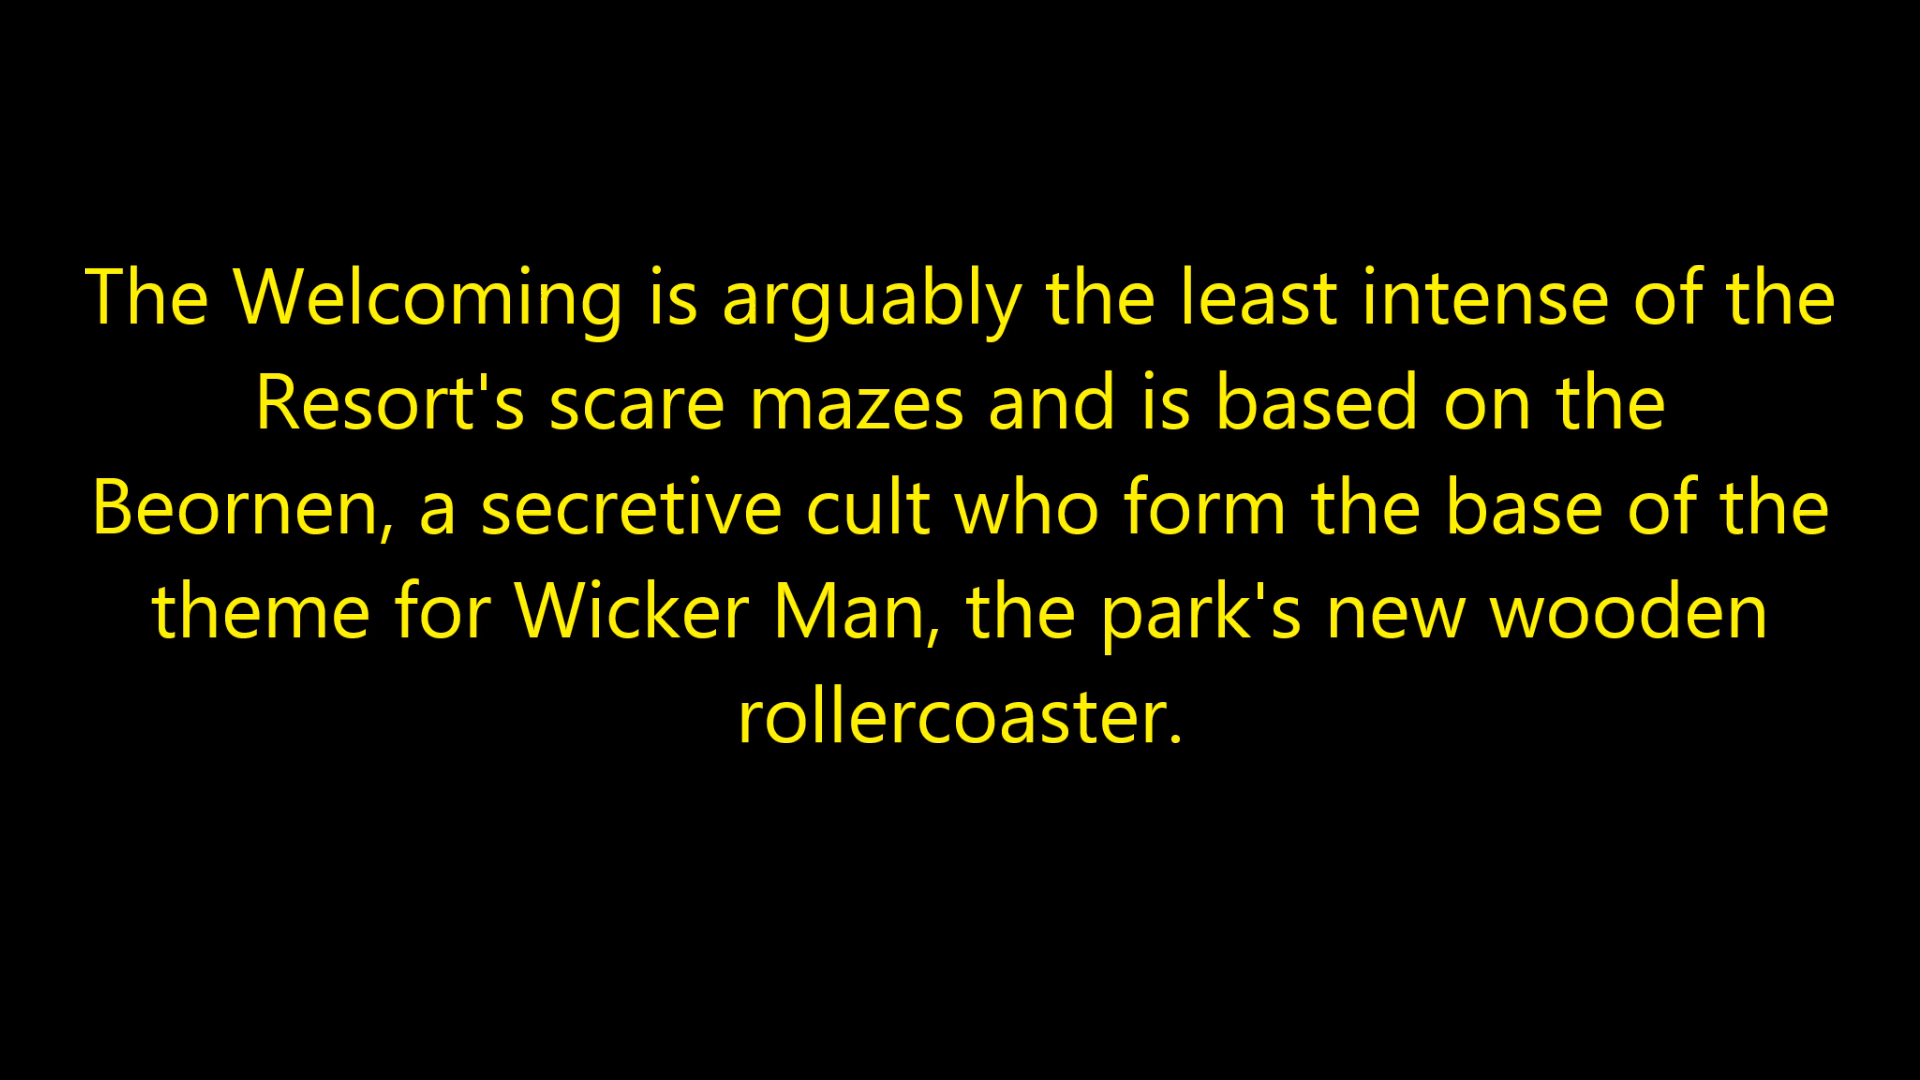 The Welcoming is arguably the least intense of the
Resort's scare mazes and is based on the
Beornen, a secretive cult who form the base of the
theme for Wicker Man, the park's new wooden
rollercoaster.